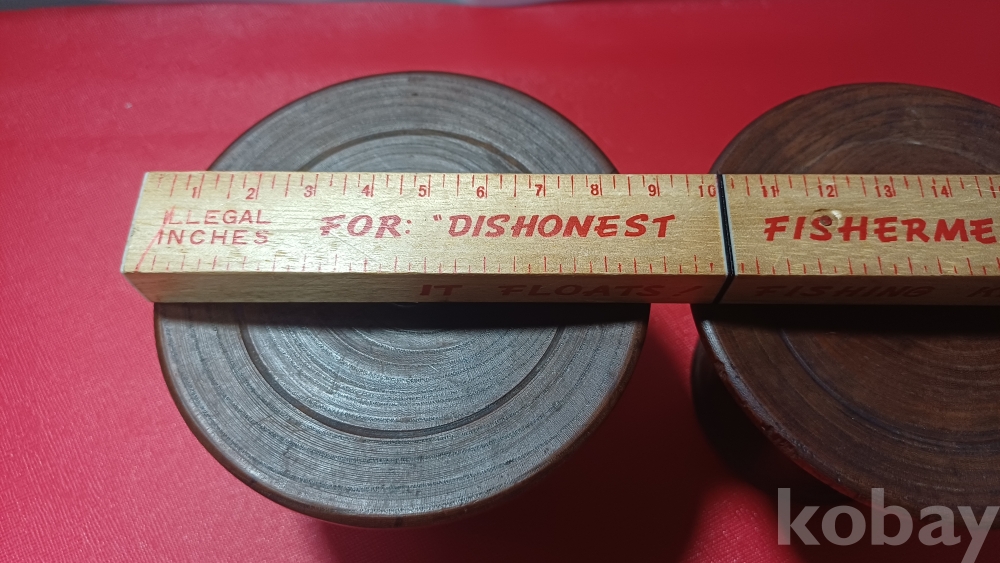 1 2 3 4 5 6 7 8 9 10 11 12 13 14
ILLEGAL
INCHES
FOR: "DISHONEST FISHERME
IT FLOATS! FISHING
kobay